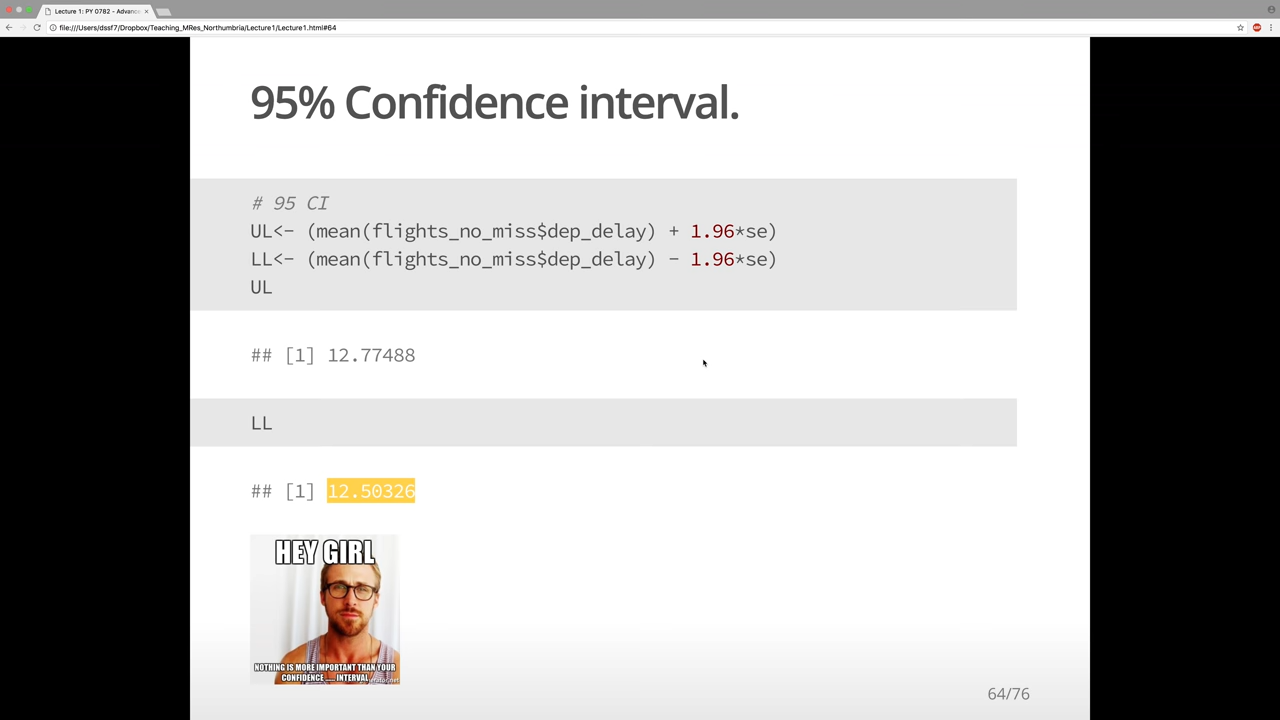 Lecture 1: PY 0782 - Advanc
file:///Users/dssf7/Dropbox/Teaching_MRes_Northumbria/Lecture1/Lecture1.html#64
95% Confidence interval.
# 95 CI
UL<- (mean(flights_no_miss$dep_delay) + 1.96*se)
LL<- (mean(flights_no_miss$dep_delay) - 1.96*se)
UL
## [1] 12.77488
LL
## [1] 12.50326
HEY GIRL
NOTHING IS MORE IMPORTANT THAN YOUR
CONFIDENCE ..... INTERVAL
64/76